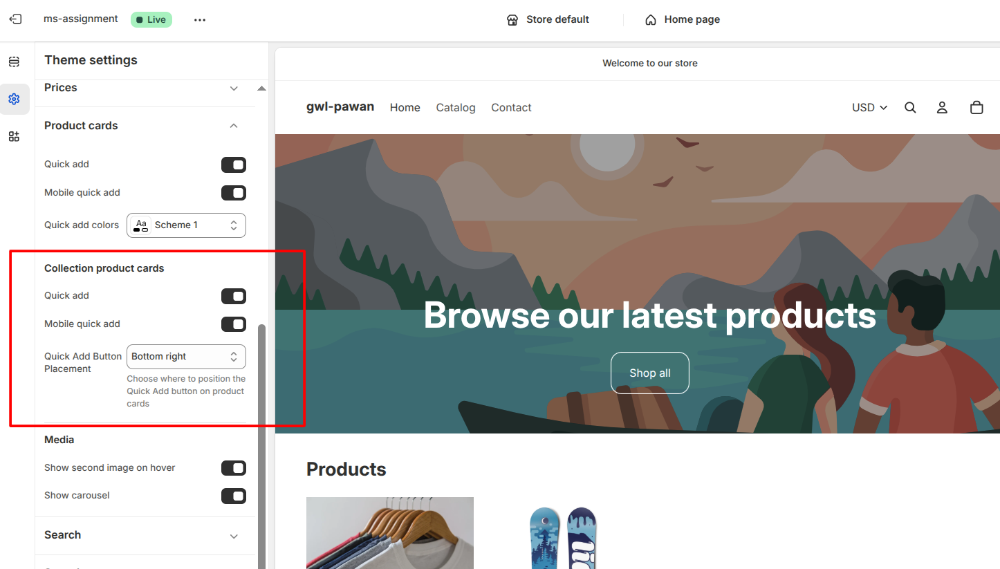 ms-assignment
Live
Store default
Home page
Theme settings
Prices
Product cards
Quick add
Mobile quick add
Quick add colors
Aa
Scheme 1
Collection product cards
Quick add
Mobile quick add
Quick Add Button
Placement
Bottom right
Choose where to position the
Quick Add button on product
cards
Media
Show second image on hover
Show carousel
Search
Welcome to our store
gwl-pawan
Home
Catalog
Contact
USD
Browse our latest products
Shop all
Products